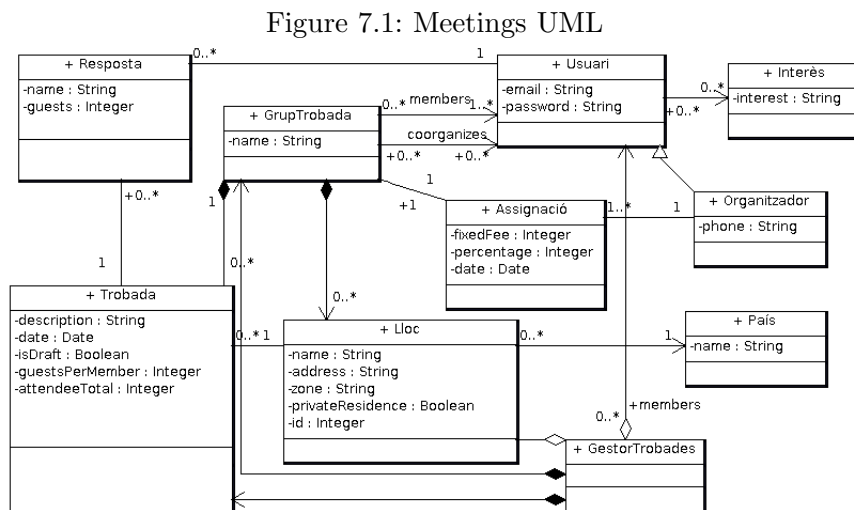 Figure 7.1: Meetings UML
+ Resposta
-name : String
-guests : Integer
0..*
1
+ Usuari
-email : String
-password : String
0..*
+0..*
+ Interès
-interest : String
+ GrupTrobada
-name : String
0..*
members
1..*
coorganizes
+0..*
+0..*
+0..*
1
1
0..*
1
+1
+ Assignació
-fixedFee : Integer
-percentage : Integer
-date : Date
1..*
1
+ Organitzador
-phone : String
+ Trobada
-description : String
-date : Date
-isDraft : Boolean
-guestsPerMember : Integer
-attendeeTotal : Integer
0..*
1
0..*
+ Lloc
-name : String
-address : String
-zone : String
-privateResidence : Boolean
-id : Integer
0..*
1
+ País
-name : String
+members
0..*
+ GestorTrobades